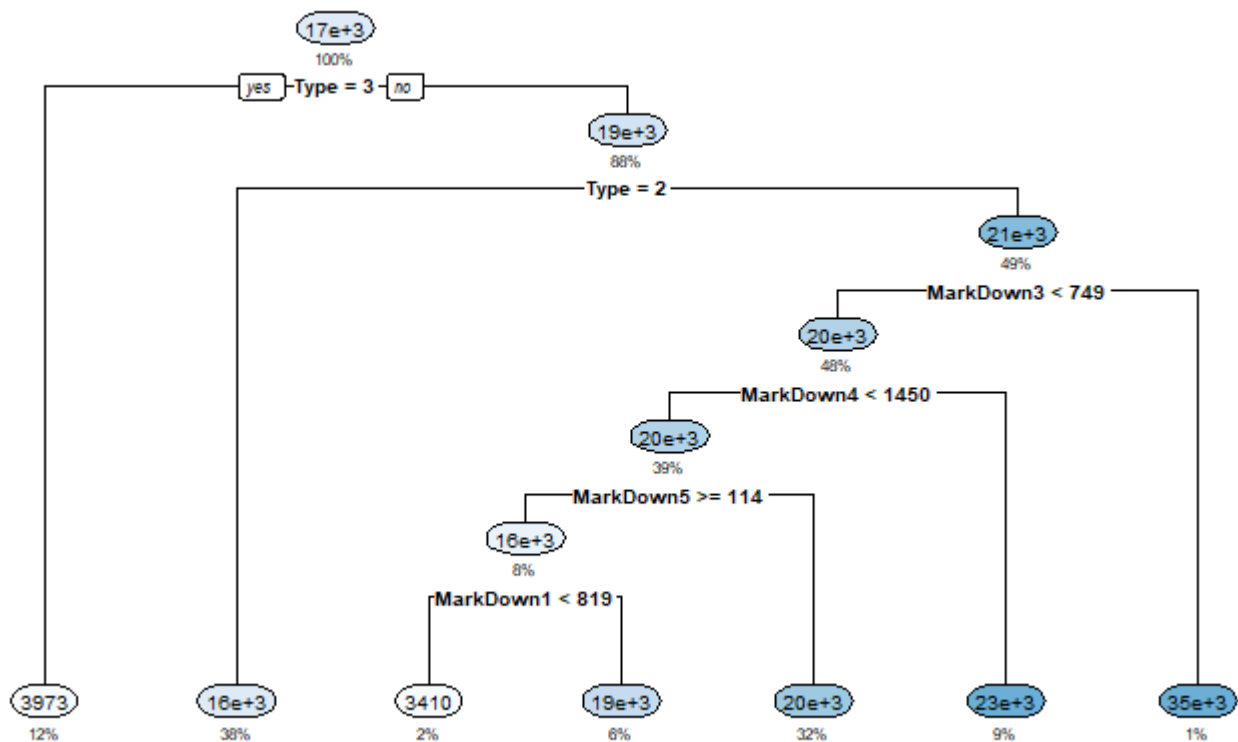 17e+3
100%
yes Type = 3 no
19e+3
88%
Type = 2
21e+3
49%
MarkDown3 < 749
20e+3
48%
MarkDown4 < 1450
20e+3
39%
MarkDown5 >= 114
16e+3
8%
MarkDown1 < 819
3973 16e+3 3410 19e+3 20e+3 23e+3 35e+3
12% 38% 2% 6% 32% 9% 1%